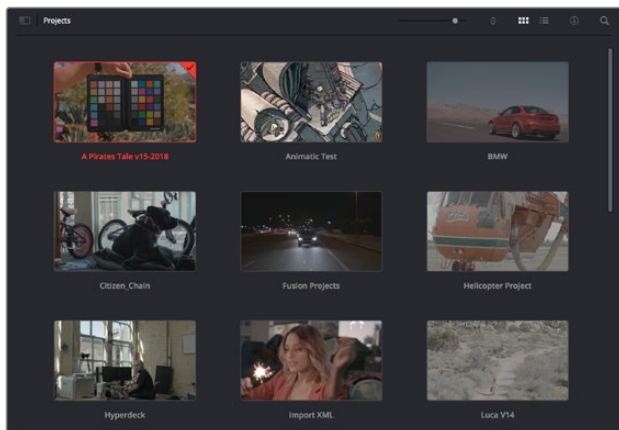 Projects
A Pirates Tale v15-2018
Animatic Test
BMW
Citizen_Chain
Fusion Projects
Helicopter Project
Hyperdeck
Import XML
Luca V14